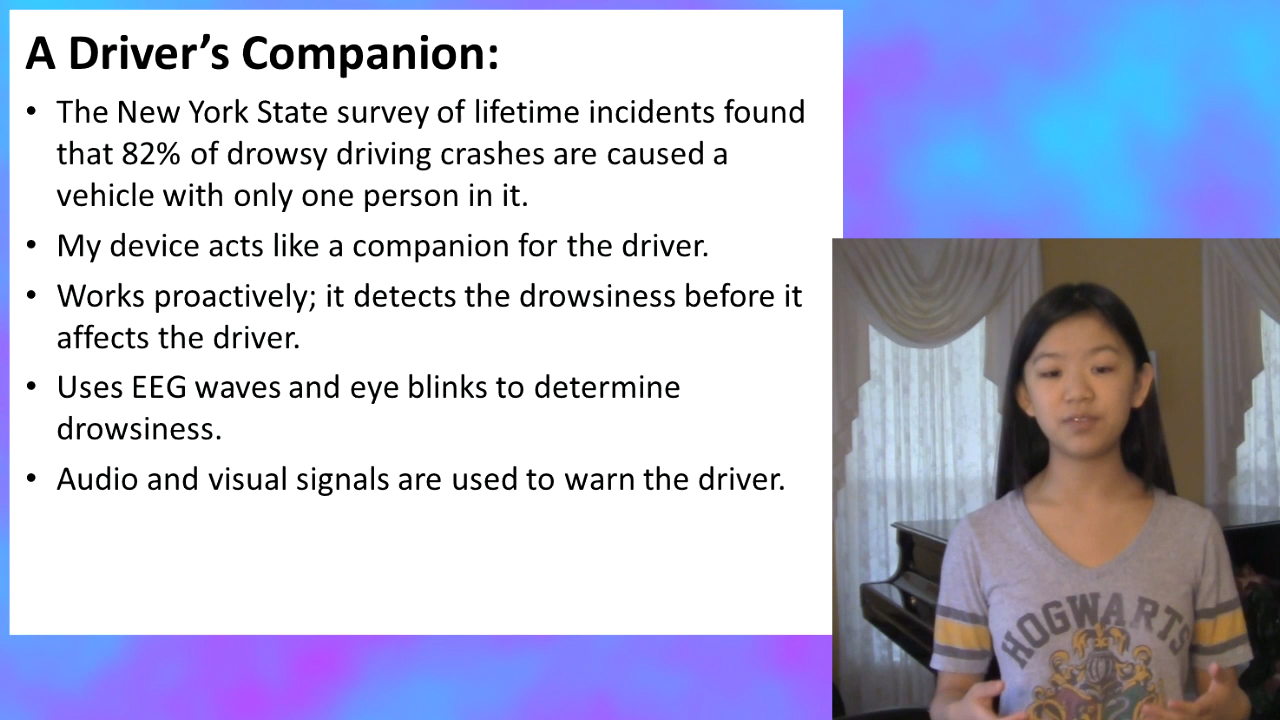 A Driver’s Companion:
• The New York State survey of lifetime incidents found
that 82% of drowsy driving crashes are caused a
vehicle with only one person in it.
• My device acts like a companion for the driver.
• Works proactively; it detects the drowsiness before it
affects the driver.
• Uses EEG waves and eye blinks to determine
drowsiness.
• Audio and visual signals are used to warn the driver.
HOGWARTS